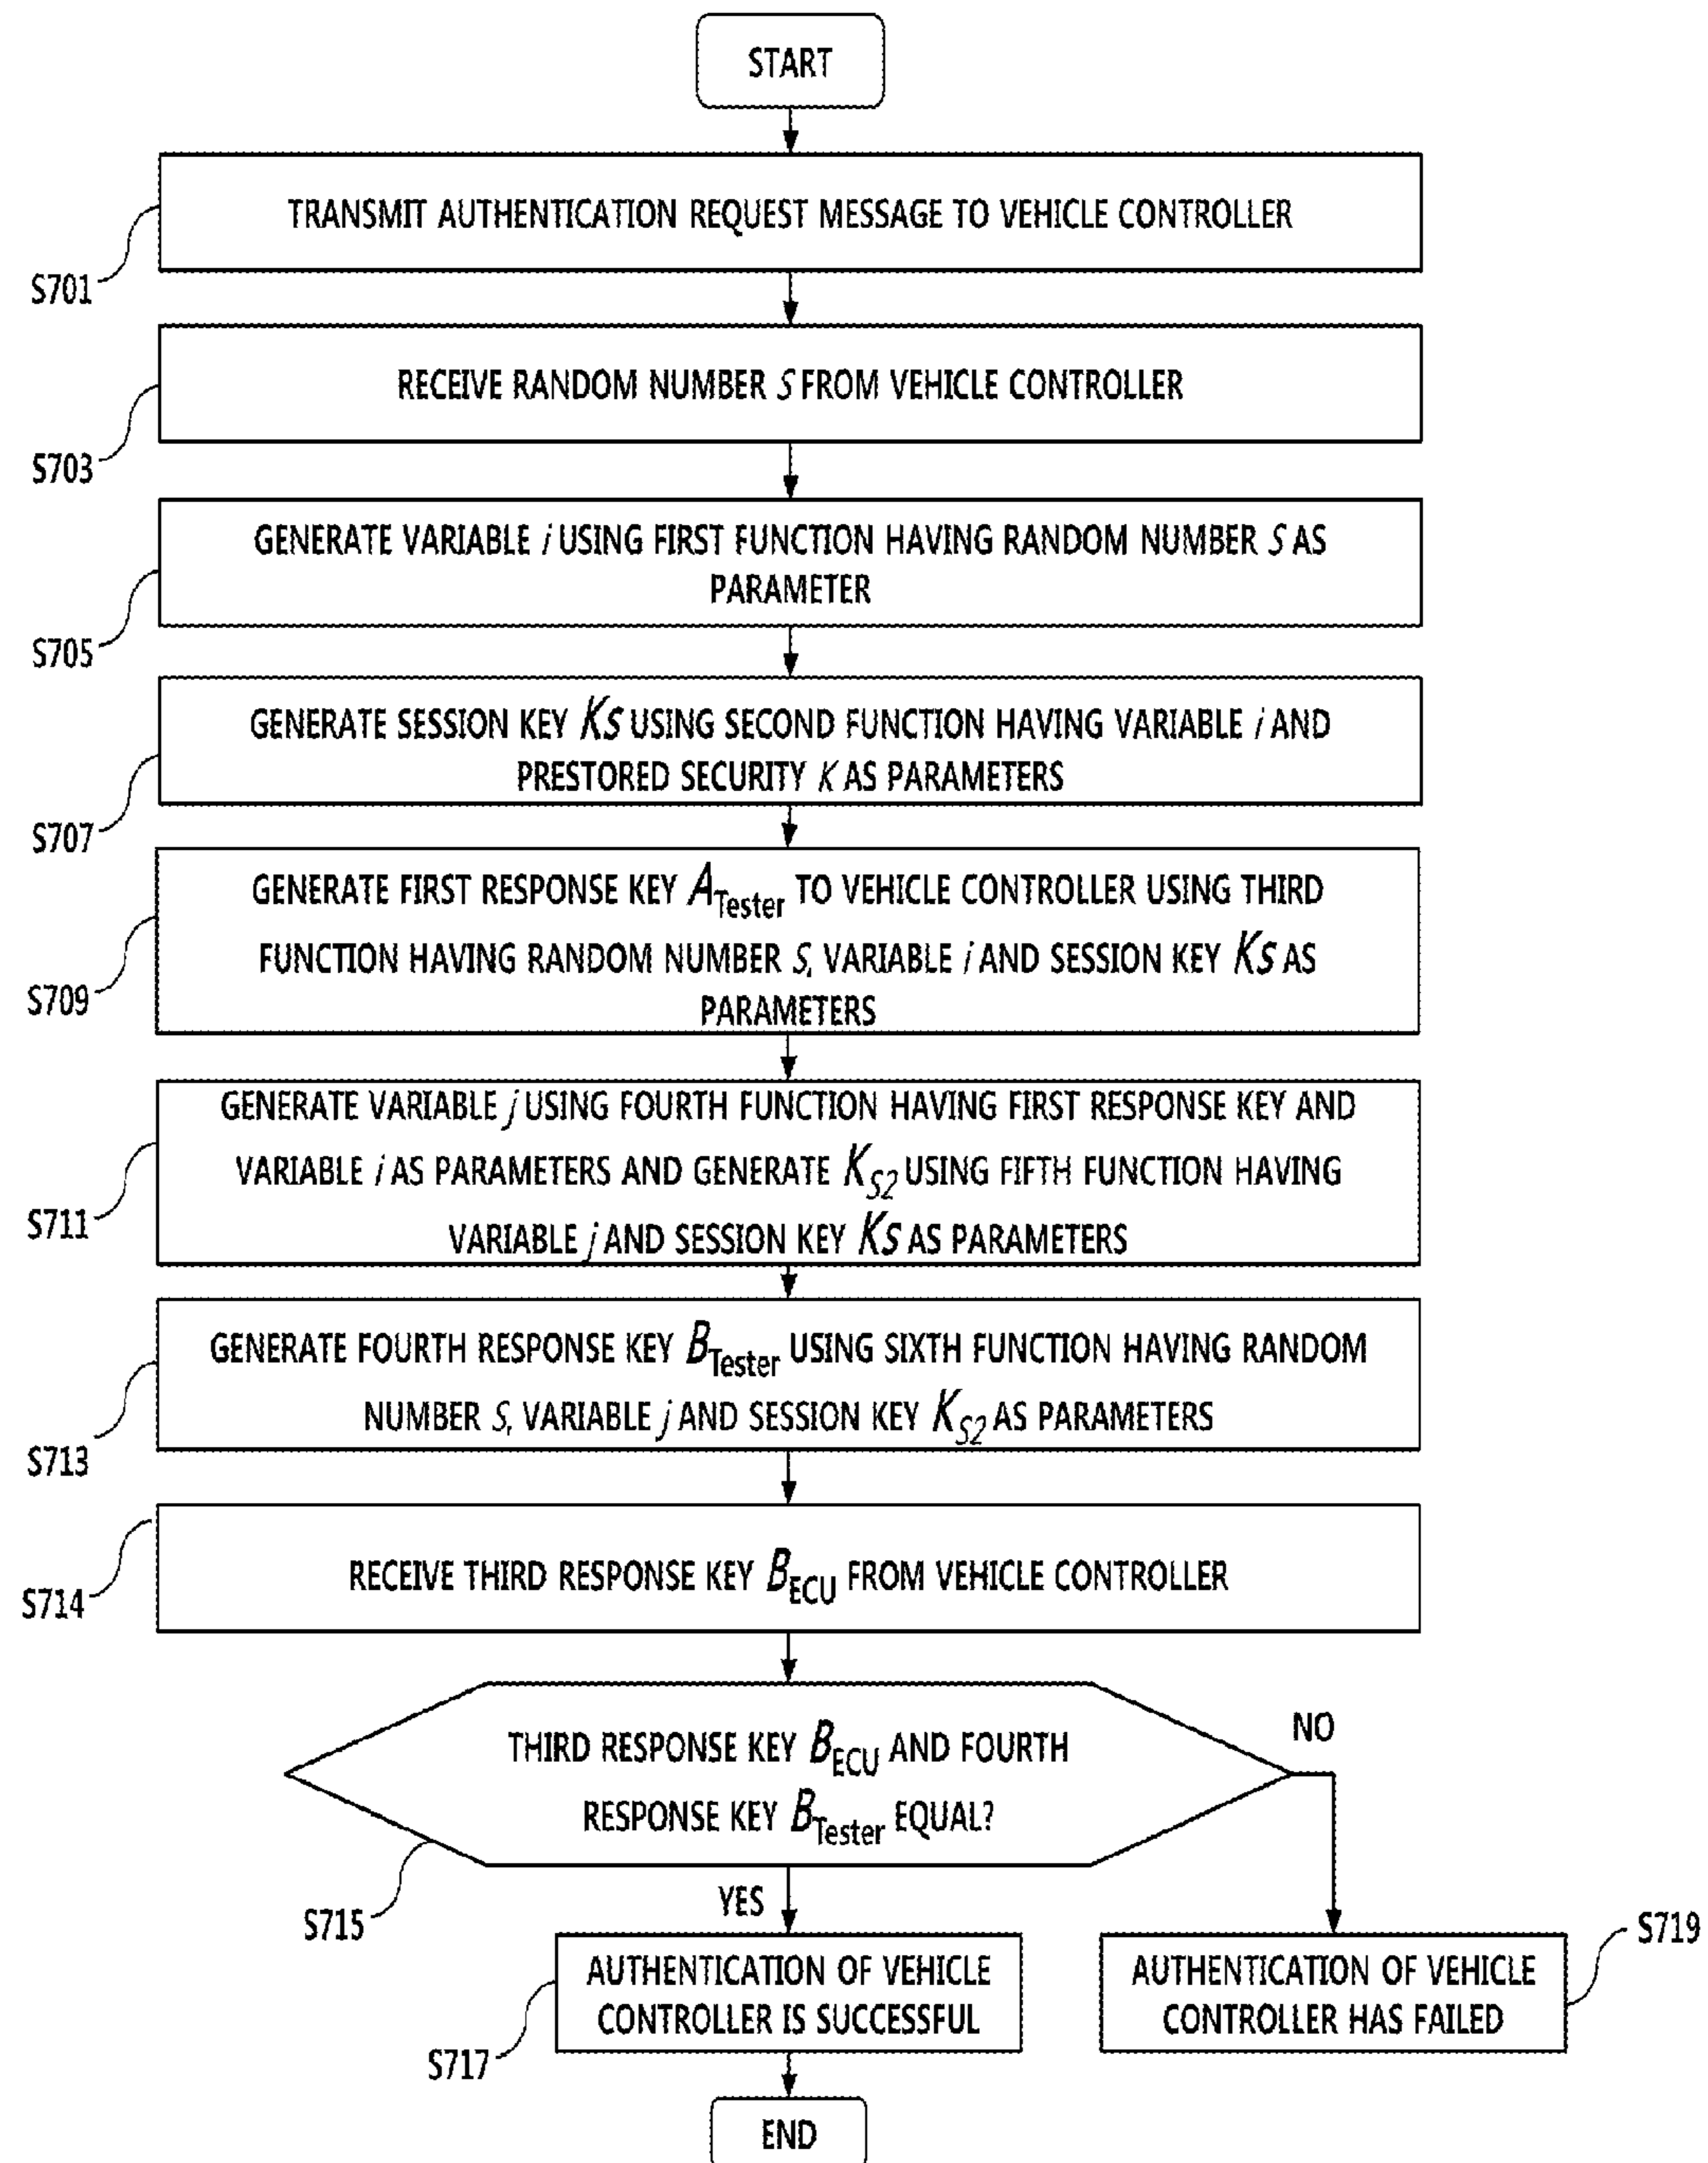 START
TRANSMIT AUTHENTICATION REQUEST MESSAGE TO VEHICLE CONTROLLER
S701
RECEIVE RANDOM NUMBER S FROM VEHICLE CONTROLLER
S703
GENERATE VARIABLE i USING FIRST FUNCTION HAVING RANDOM NUMBER S AS
PARAMETER
S705
GENERATE SESSION KEY Ks USING SECOND FUNCTION HAVING VARIABLE i AND
PRESTORED SECURITY K AS PARAMETERS
S707
GENERATE FIRST RESPONSE KEY A_Tester TO VEHICLE CONTROLLER USING THIRD
FUNCTION HAVING RANDOM NUMBER S, VARIABLE i AND SESSION KEY Ks AS
PARAMETERS
S709
GENERATE VARIABLE j USING FOURTH FUNCTION HAVING FIRST RESPONSE KEY AND
VARIABLE i AS PARAMETERS AND GENERATE K_S2 USING FIFTH FUNCTION HAVING
VARIABLE j AND SESSION KEY Ks AS PARAMETERS
S711
GENERATE FOURTH RESPONSE KEY B_Tester USING SIXTH FUNCTION HAVING RANDOM
NUMBER S, VARIABLE j AND SESSION KEY K_S2 AS PARAMETERS
S713
RECEIVE THIRD RESPONSE KEY B_ECU FROM VEHICLE CONTROLLER
S714
THIRD RESPONSE KEY B_ECU AND FOURTH
RESPONSE KEY B_Tester EQUAL?
NO
S715
YES
AUTHENTICATION OF VEHICLE
CONTROLLER IS SUCCESSFUL
S717
AUTHENTICATION OF VEHICLE
CONTROLLER HAS FAILED
S719
END